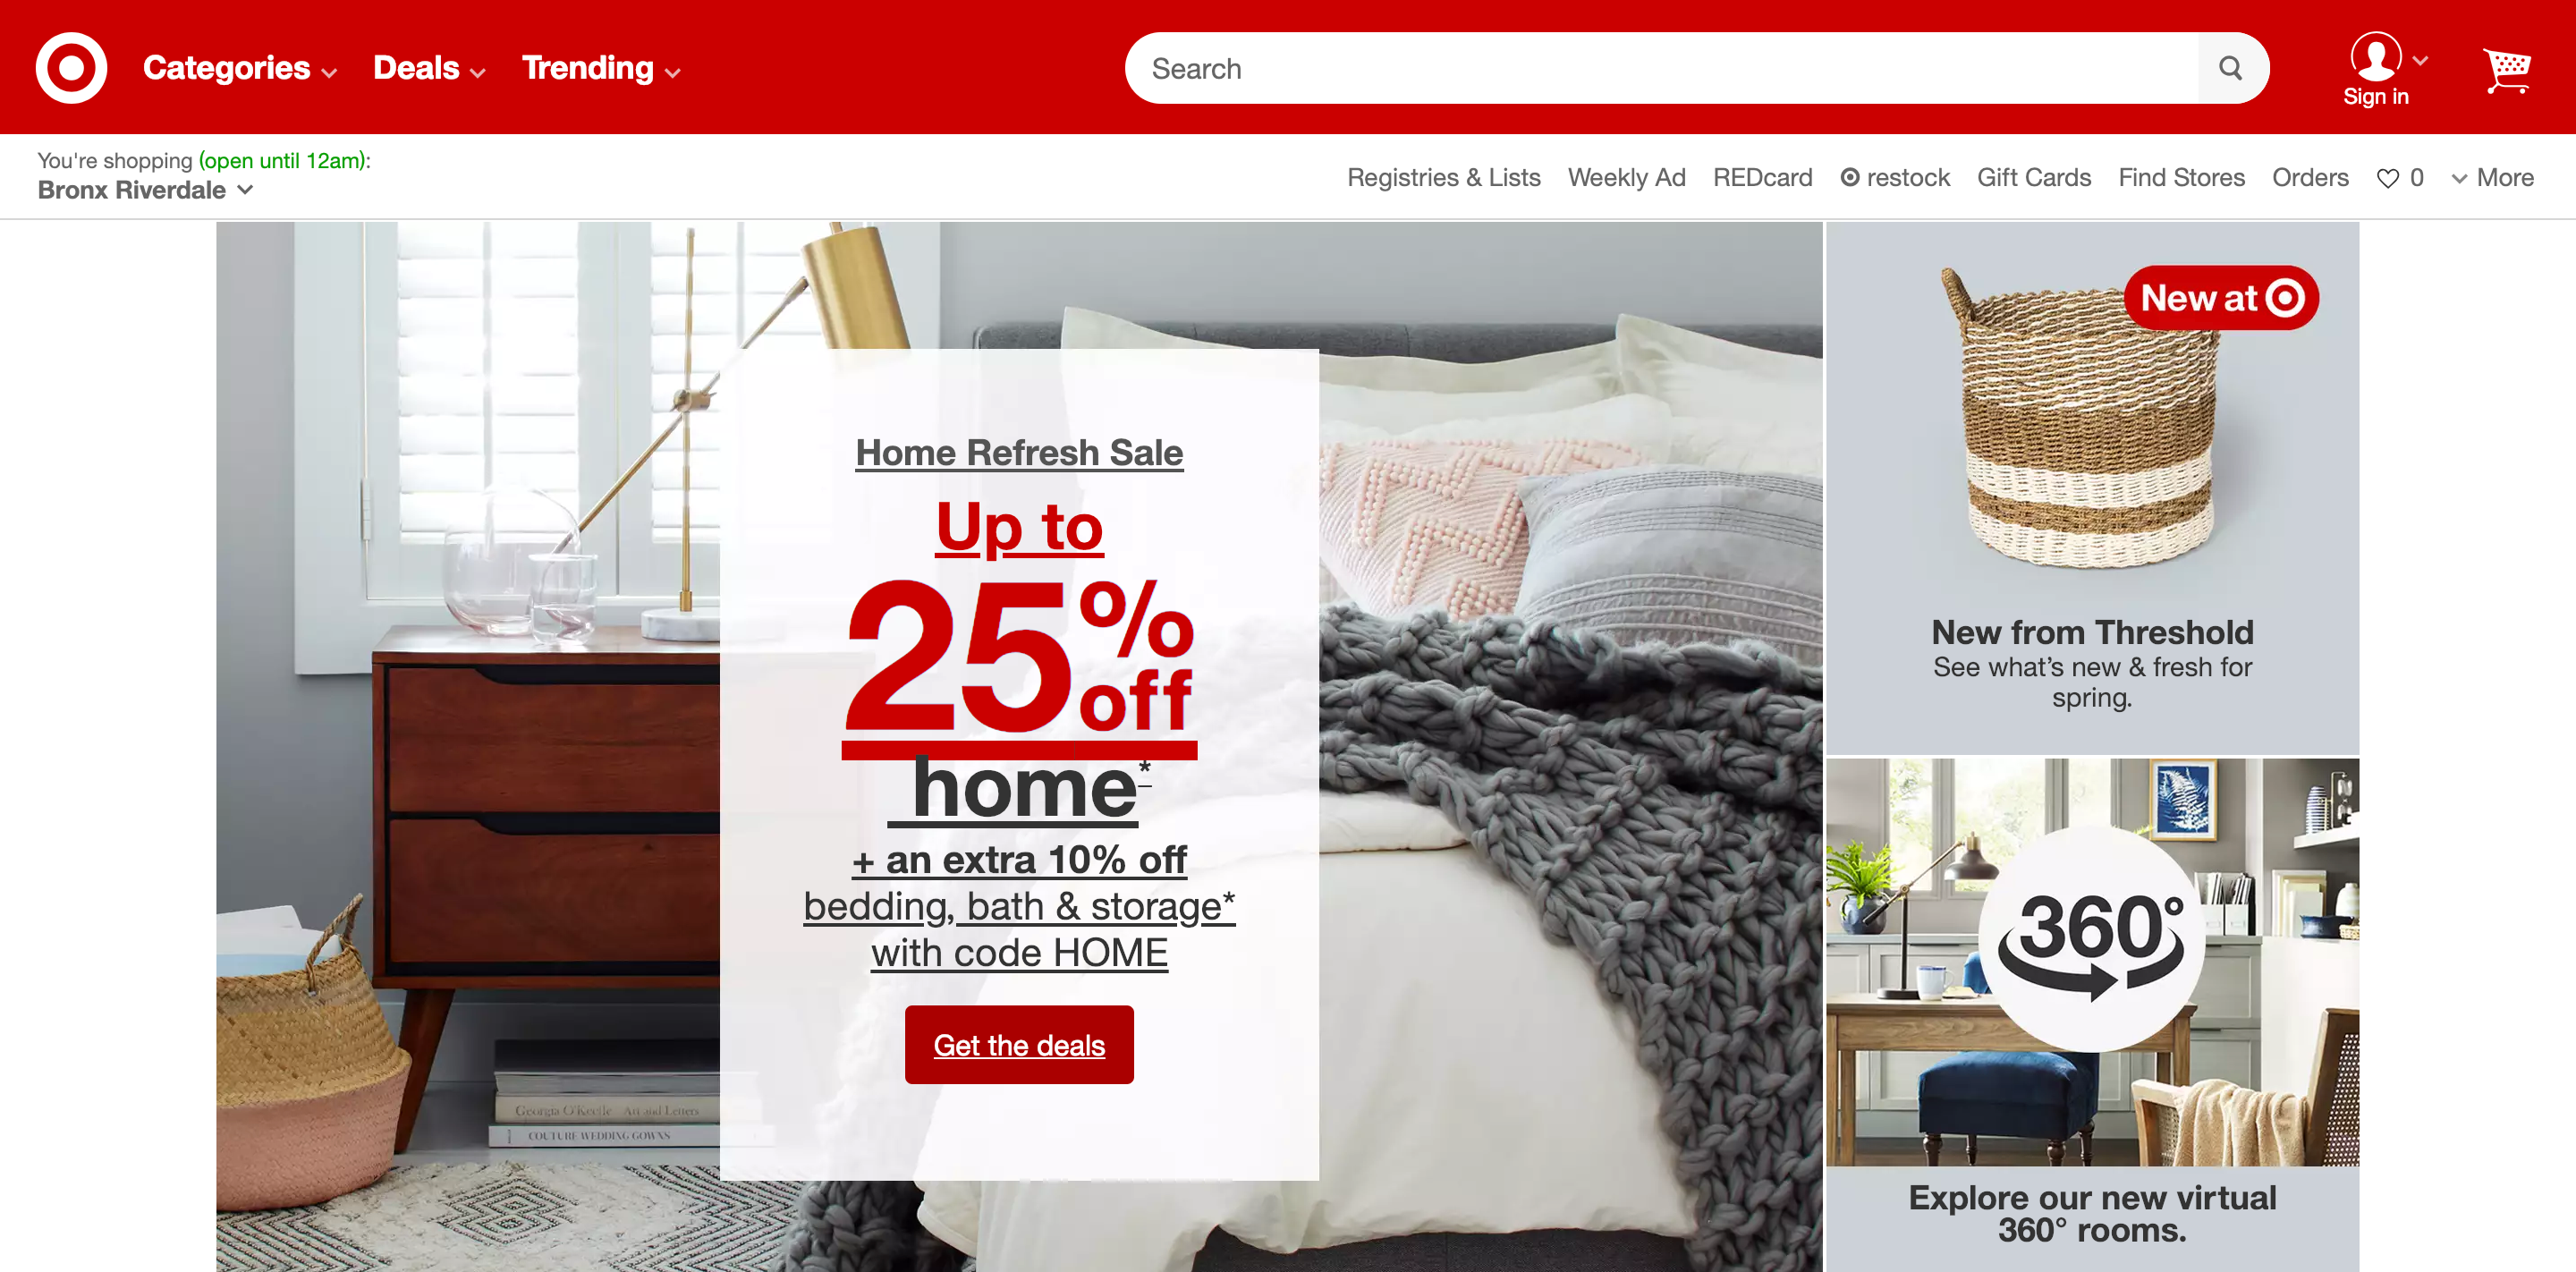 Categories
Deals
Trending
Search
Sign in
You're shopping (open until 12am):
Bronx Riverdale
Registries & Lists
Weekly Ad
REDcard
restock
Gift Cards
Find Stores
Orders
0
More
Home Refresh Sale
Up to
25% off
home*
+ an extra 10% off
bedding, bath & storage*
with code HOME
Get the deals
Georgia O'Keeffe Art and Letters
COUTURE WEDDING GOWNS
New at
New from Threshold
See what’s new & fresh for
spring.
360°
Explore our new virtual
360° rooms.